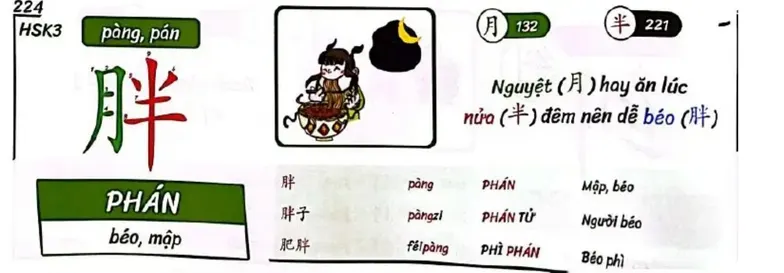 224
HSK3
pàng, pán
胖
PHÁN
béo, mập
月 132
半 221
Nguyệt (月) hay ăn lúc
nửa (半) đêm nên dễ béo (胖)
胖 pàng PHÁN Mập, béo
胖子 pàngzi PHÁN TỬ Người béo
肥胖 féipàng PHÌ PHÁN Béo phì